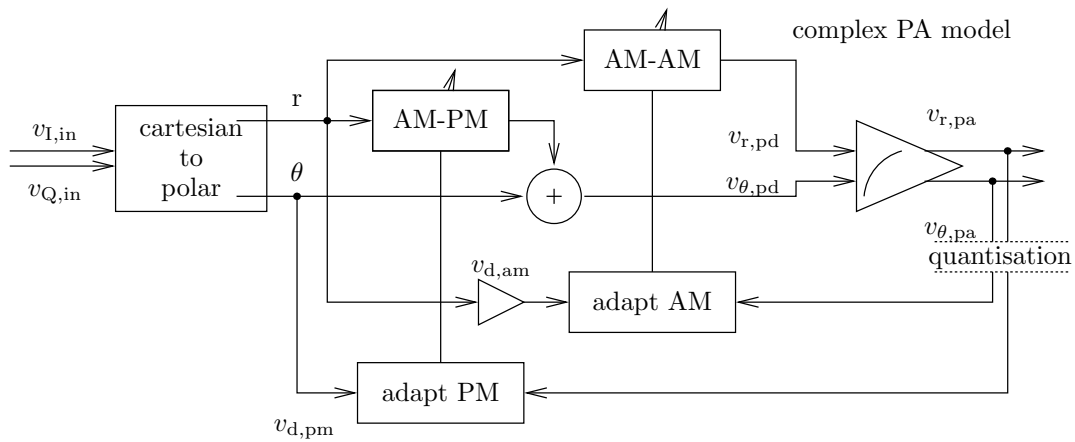 complex PA model
AM-AM
r
AM-PM
v_I,in
v_Q,in
cartesian
to
polar
θ
+
v_r,pd
v_θ,pd
v_r,pa
v_θ,pa
quantisation
v_d,am
adapt AM
adapt PM
v_d,pm